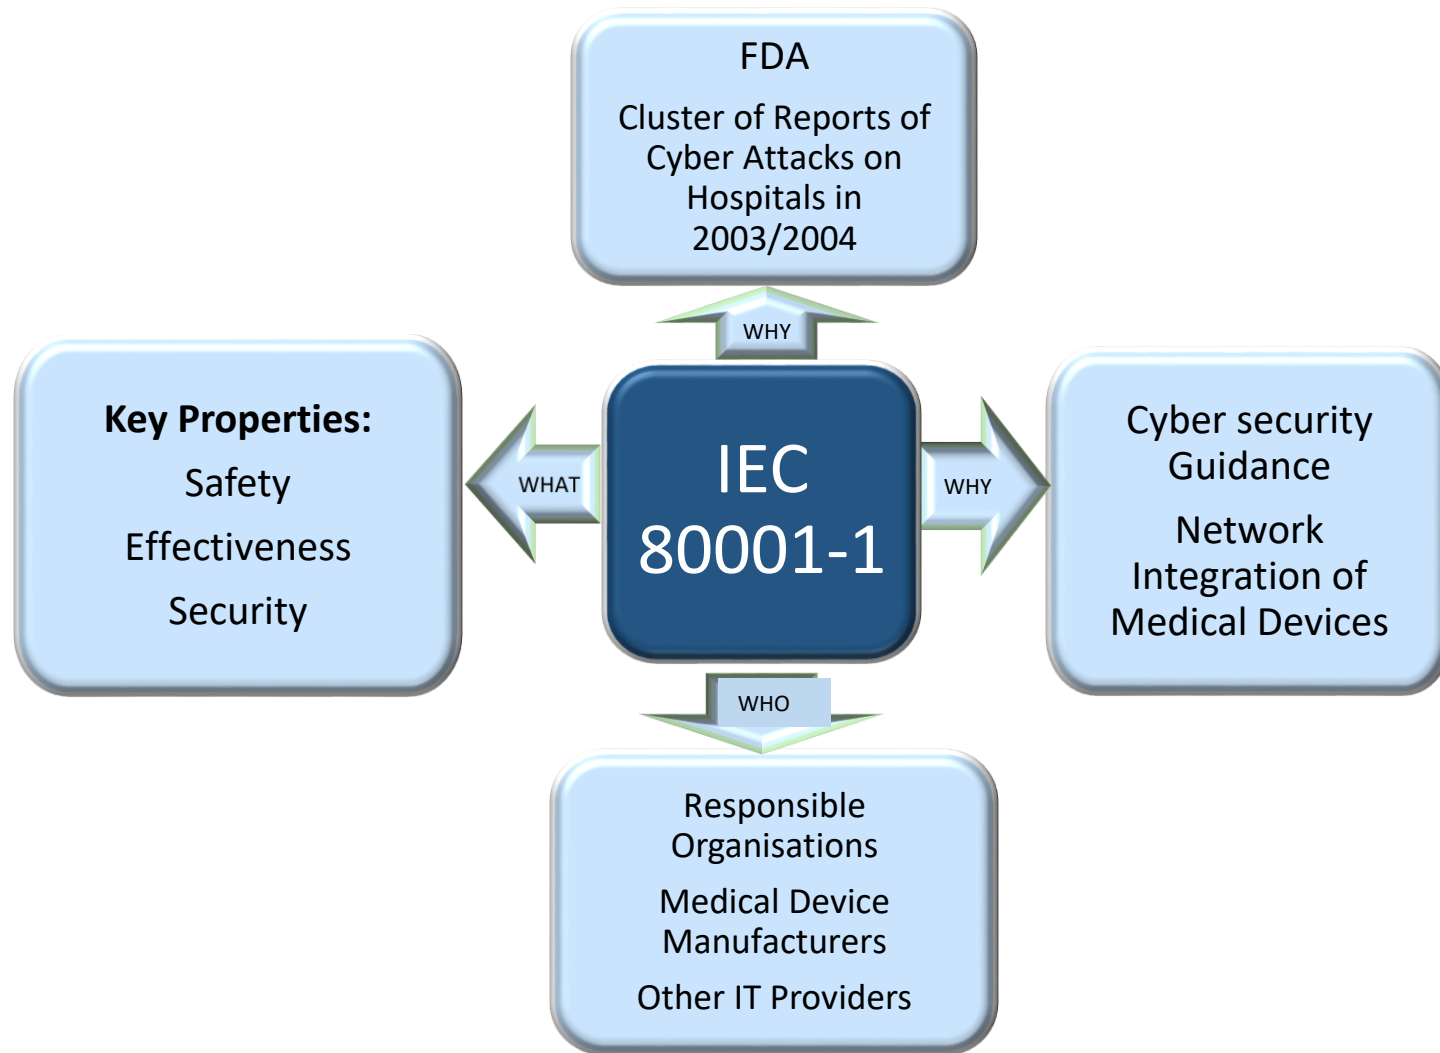 FDA
Cluster of Reports of
Cyber Attacks on
Hospitals in
2003/2004
WHY
Key Properties:
Safety
Effectiveness
Security
WHAT
IEC
80001-1
WHY
Cyber security
Guidance
Network
Integration of
Medical Devices
WHO
Responsible
Organisations
Medical Device
Manufacturers
Other IT Providers